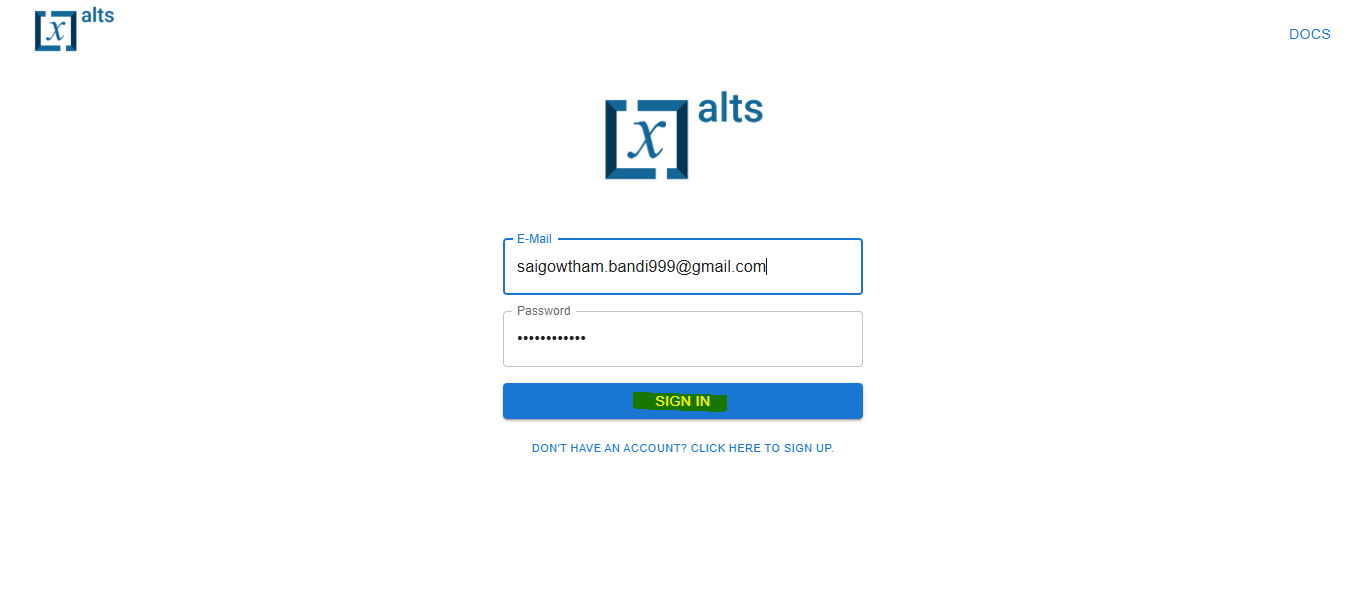 x alts
DOCS
x alts
E-Mail
saigowtham.bandi999@gmail.com
Password
••••••••••••
SIGN IN
DON'T HAVE AN ACCOUNT? CLICK HERE TO SIGN UP.